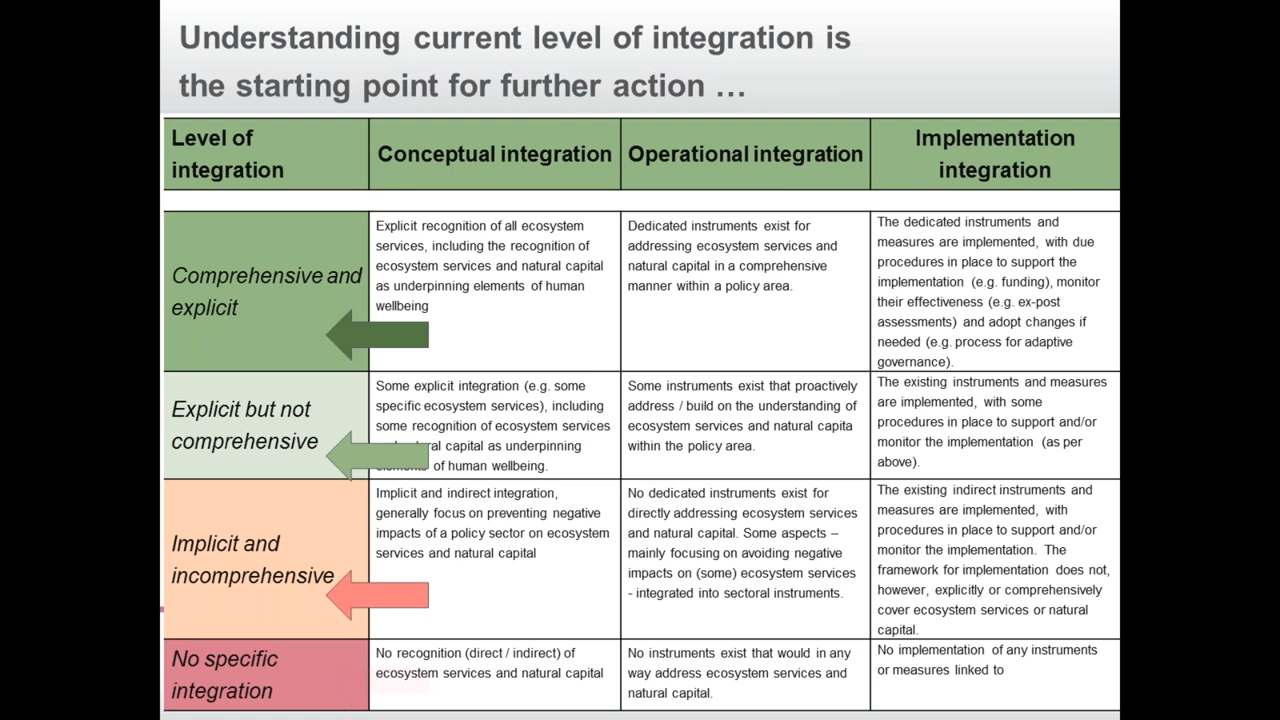 Understanding current level of integration is
the starting point for further action …
Level of
integration
Conceptual integration
Operational integration
Implementation
integration
Comprehensive and
explicit
Explicit recognition of all ecosystem
services, including the recognition of
ecosystem services and natural capital
as underpinning elements of human
wellbeing
Dedicated instruments exist for
addressing ecosystem services and
natural capital in a comprehensive
manner within a policy area.
The dedicated instruments and
measures are implemented, with due
procedures in place to support the
implementation (e.g. funding), monitor
their effectiveness (e.g. ex-post
assessments) and adopt changes if
needed (e.g. process for adaptive
governance).
Explicit but not
comprehensive
Some explicit integration (e.g. some
specific ecosystem services), including
some recognition of ecosystem services
capital as underpinning
of human wellbeing.
Some instruments exist that proactively
address / build on the understanding of
ecosystem services and natural capita
within the policy area.
The existing instruments and measures
are implemented, with some
procedures in place to support and/or
monitor the implementation (as per
above).
Implicit and
incomprehensive
Implicit and indirect integration,
generally focus on preventing negative
impacts of a policy sector on ecosystem
services and natural capital
No dedicated instruments exist for
directly addressing ecosystem services
and natural capital. Some aspects –
mainly focusing on avoiding negative
impacts on (some) ecosystem services
- integrated into sectoral instruments.
The existing indirect instruments and
measures are implemented, with
procedures in place to support and/or
monitor the implementation. The
framework for implementation does not,
however, explicitly or comprehensively
cover ecosystem services or natural
capital.
No specific
integration
No recognition (direct / indirect) of
ecosystem services and natural capital
No instruments exist that would in any
way address ecosystem services and
natural capital.
No implementation of any instruments
or measures linked to